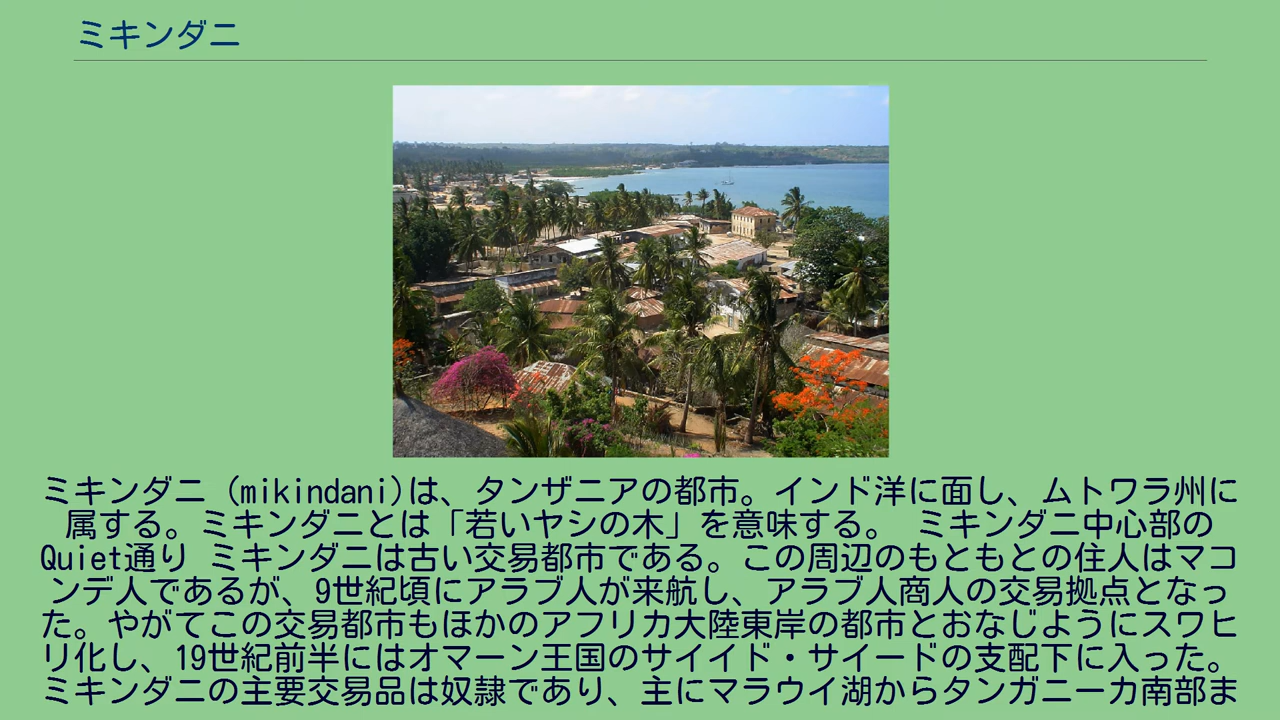 ミキンダニ
ミキンダニ (mikindani)は、タンザニアの都市。インド洋に面し、ムトワラ州に
属する。ミキンダニとは「若いヤシの木」を意味する。 ミキンダニ中心部の
Quiet通り ミキンダニは古い交易都市である。この周辺のもともとの住人はマコ
ンデ人であるが、9世紀頃にアラブ人が来航し、アラブ人商人の交易拠点となっ
た。やがてこの交易都市もほかのアフリカ大陸東岸の都市とおなじようにスワヒ
リ化し、19世紀前半にはオマーン王国のサイイド・サイードの支配下に入った。
ミキンダニの主要交易品は奴隷であり、主にマラウイ湖からタンガニーカ南部ま